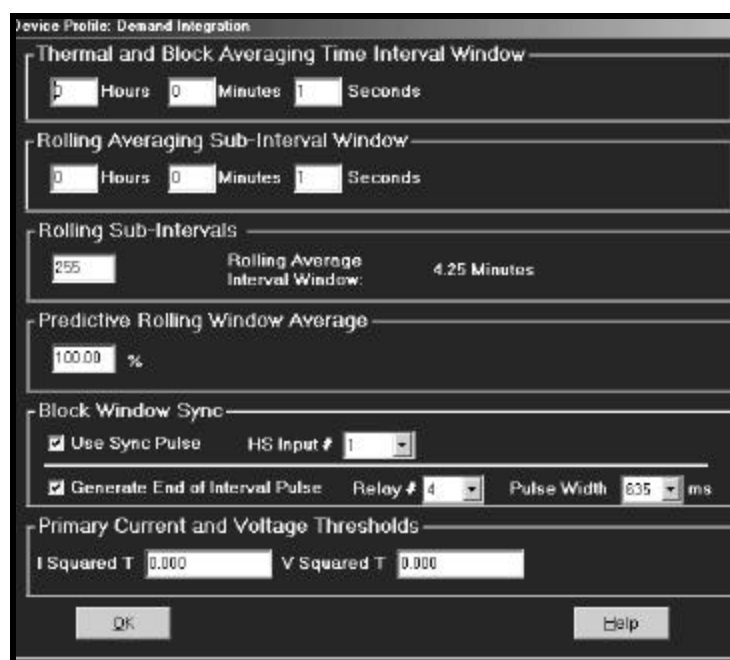 Device Profile: Demand Integration
Thermal and Block Averaging Time Interval Window
0 Hours 0 Minutes 1 Seconds
Rolling Averaging Sub-Interval Window
0 Hours 0 Minutes 1 Seconds
Rolling Sub-Intervals
255 Rolling Average Interval Window: 4.25 Minutes
Predictive Rolling Window Average
100.00 %
Block Window Sync
Use Sync Pulse HS Input # 1
Generate End of Interval Pulse Relay # 4 Pulse Width 635 ms
Primary Current and Voltage Thresholds
I Squared T 0.000 V Squared T 0.000
OK Help